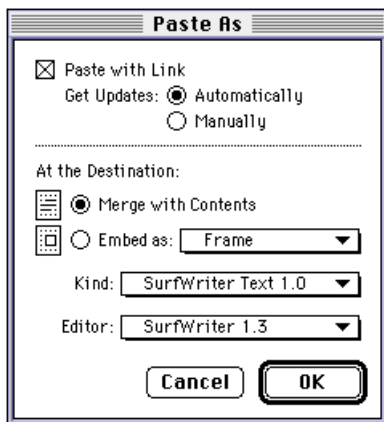 Paste As
Paste with Link
Get Updates: Automatically
Manually
At the Destination:
Merge with Contents
Embed as: Frame
Kind: SurfWriter Text 1.0
Editor: SurfWriter 1.3
Cancel OK